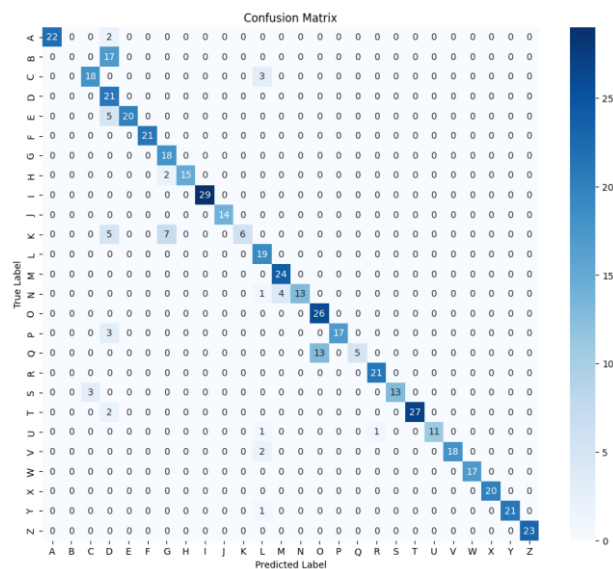 Confusion Matrix
A 22 0 0 2 0 0 0 0 0 0 0 0 0 0 0 0 0 0 0 0 0 0 0 0 0 0
B 0 0 0 17 0 0 0 0 0 0 0 0 0 0 0 0 0 0 0 0 0 0 0 0 0 0
C 0 0 18 0 0 0 0 0 0 0 0 3 0 0 0 0 0 0 0 0 0 0 0 0 0 0
D 0 0 0 21 0 0 0 0 0 0 0 0 0 0 0 0 0 0 0 0 0 0 0 0 0 0
E 0 0 0 5 20 0 0 0 0 0 0 0 0 0 0 0 0 0 0 0 0 0 0 0 0 0
F 0 0 0 0 0 21 0 0 0 0 0 0 0 0 0 0 0 0 0 0 0 0 0 0 0 0
G 0 0 0 0 0 0 18 0 0 0 0 0 0 0 0 0 0 0 0 0 0 0 0 0 0 0
H 0 0 0 0 0 0 2 15 0 0 0 0 0 0 0 0 0 0 0 0 0 0 0 0 0 0
I 0 0 0 0 0 0 0 0 29 0 0 0 0 0 0 0 0 0 0 0 0 0 0 0 0 0
J 0 0 0 0 0 0 0 0 0 14 0 0 0 0 0 0 0 0 0 0 0 0 0 0 0 0
K 0 0 0 5 0 0 7 0 0 0 6 0 0 0 0 0 0 0 0 0 0 0 0 0 0 0
L 0 0 0 0 0 0 0 0 0 0 0 19 0 0 0 0 0 0 0 0 0 0 0 0 0 0
M 0 0 0 0 0 0 0 0 0 0 0 0 24 0 0 0 0 0 0 0 0 0 0 0 0 0
N 0 0 0 0 0 0 0 0 0 0 0 1 4 13 0 0 0 0 0 0 0 0 0 0 0 0
O 0 0 0 0 0 0 0 0 0 0 0 0 0 0 26 0 0 0 0 0 0 0 0 0 0 0
P 0 0 0 3 0 0 0 0 0 0 0 0 0 0 0 17 0 0 0 0 0 0 0 0 0 0
Q 0 0 0 0 0 0 0 0 0 0 0 0 0 0 13 0 5 0 0 0 0 0 0 0 0 0
R 0 0 0 0 0 0 0 0 0 0 0 0 0 0 0 0 0 21 0 0 0 0 0 0 0 0
S 0 0 3 0 0 0 0 0 0 0 0 0 0 0 0 0 0 0 13 0 0 0 0 0 0 0
T 0 0 0 2 0 0 0 0 0 0 0 0 0 0 0 0 0 0 0 27 0 0 0 0 0 0
U 0 0 0 0 0 0 0 0 0 0 0 1 0 0 0 0 0 1 0 0 11 0 0 0 0 0
V 0 0 0 0 0 0 0 0 0 0 0 2 0 0 0 0 0 0 0 0 0 18 0 0 0 0
W 0 0 0 0 0 0 0 0 0 0 0 0 0 0 0 0 0 0 0 0 0 0 17 0 0 0
X 0 0 0 0 0 0 0 0 0 0 0 0 0 0 0 0 0 0 0 0 0 0 0 20 0 0
Y 0 0 0 0 0 0 0 0 0 0 0 1 0 0 0 0 0 0 0 0 0 0 0 0 21 0
Z 0 0 0 0 0 0 0 0 0 0 0 0 0 0 0 0 0 0 0 0 0 0 0 0 0 23
A B C D E F G H I J K L M N O P Q R S T U V W X Y Z
Predicted Label
True Label
25
20
15
10
5
0